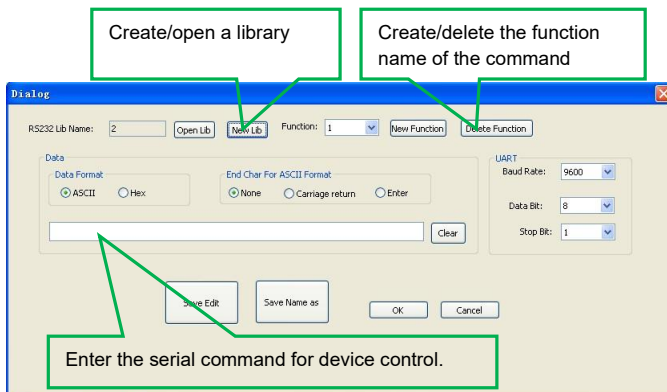 Create/open a library
Create/delete the function
name of the command
Dialog
RS232 Lib Name: 2 Open Lib New Lib Function: 1 New Function Delete Function
Data
Data Format
ASCII Hex
End Char For ASCII Format
None Carriage return Enter
Clear
UART
Baud Rate: 9600
Data Bit: 8
Stop Bit: 1
Save Edit Save Name as OK Cancel
Enter the serial command for device control.